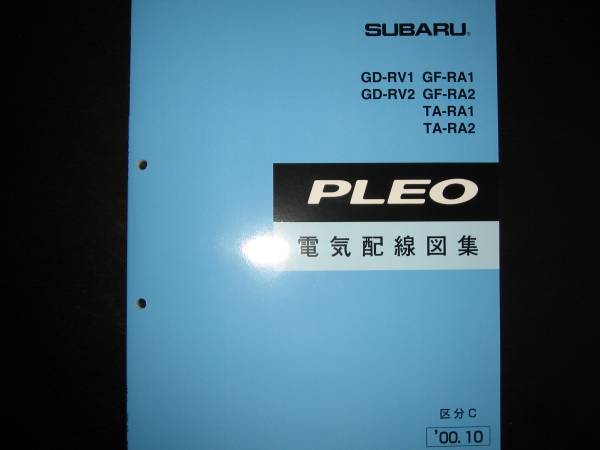 SUBARU®
GD-RV1 GF-RA1
GD-RV2 GF-RA2
TA-RA1
TA-RA2
PLEO
電気配線図集
区分C
'00.10